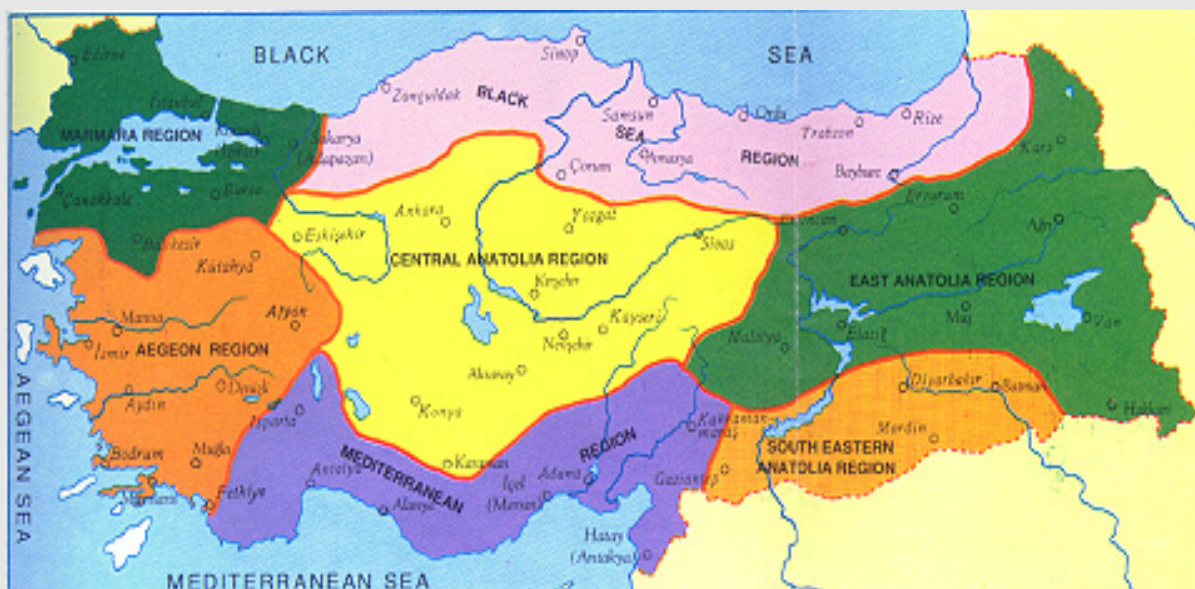 BLACK
SEA
Edirne
Sinop
Zonguldak
BLACK
İstanbul
Samsun
Ordu
Rize
MARMARA REGION
Kocaeli
(İzmit)
Sakarya
(Adapazarı)
SEA
Trabzon
Kars
Amasya
REGION
Çorum
Bayburt
Çanakkale
Bursa
Ankara
Yozgat
Erzincan
Erzurum
Ağrı
Balıkesir
Eskişehir
Sivas
Kütahya
CENTRAL ANATOLIA REGION
Kırşehir
EAST ANATOLIA REGION
Manisa
Afyon
Nevşehir
Kayseri
Malatya
Elazığ
Muş
Van
İzmir
AEGEON REGION
Aksaray
Aydın
Denizli
Isparta
Konya
Diyarbakır
Batman
Hakkari
AEGEAN SEA
Kahraman-
maraş
Mardin
Bodrum
Muğla
Karaman
REGION
SOUTH EASTERN
ANATOLIA REGION
Marmaris
Fethiye
Antalya
MEDITERRANEAN
Alanya
İçel
(Mersin)
Adana
Gaziantep
Hatay
(Antakya)
MEDITERRANEAN SEA